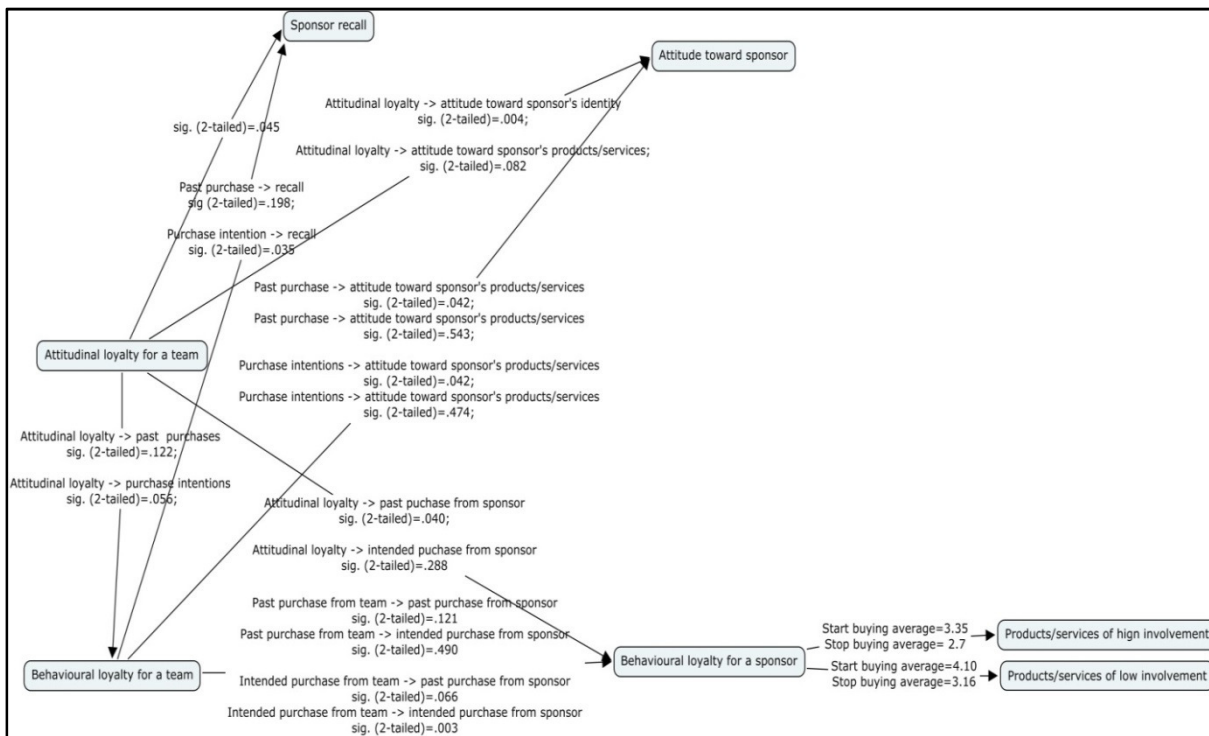 Sponsor recall
Attitude toward sponsor
Attitudinal loyalty -> attitude toward sponsor's identity
sig. (2-tailed)=.004;
sig. (2-tailed)=.045
Attitudinal loyalty -> attitude toward sponsor's products/services;
sig. (2-tailed)=.082
Past purchase -> recall
sig (2-tailed)=.198;
Purchase intention -> recall
sig. (2-tailed)=.035
Past purchase -> attitude toward sponsor's products/services
sig. (2-tailed)=.042;
Past purchase -> attitude toward sponsor's products/services
sig. (2-tailed)=.543;
Attitudinal loyalty for a team
Purchase intentions -> attitude toward sponsor's products/services
sig. (2-tailed)=.042;
Purchase intentions -> attitude toward sponsor's products/services
sig. (2-tailed)=.474;
Attitudinal loyalty -> past purchases
sig. (2-tailed)=.122;
Attitudinal loyalty -> purchase intentions
sig. (2-tailed)=.056;
Attitudinal loyalty -> past puchase from sponsor
sig. (2-tailed)=.040;
Attitudinal loyalty -> intended puchase from sponsor
sig. (2-tailed)=.288
Past purchase from team -> past purchase from sponsor
sig. (2-tailed)=.121
Past purchase from team -> intended purchase from sponsor
sig. (2-tailed)=.490
Behavioural loyalty for a team
Intended purchase from team -> past purchase from sponsor
sig. (2-tailed)=.066
Intended purchase from team -> intended purchase from sponsor
sig. (2-tailed)=.003
Behavioural loyalty for a sponsor
Start buying average=3.35
Stop buying average= 2.7
Products/services of hign involvement
Start buying average=4.10
Stop buying average=3.16
Products/services of low involvement